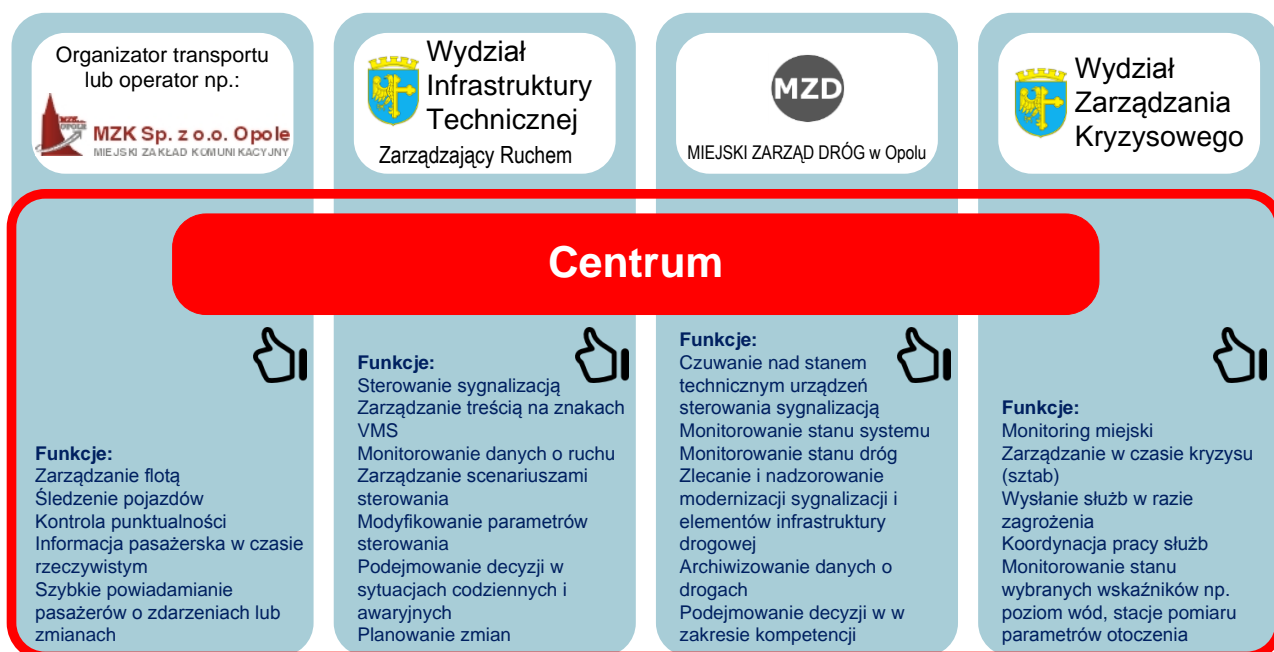 Organizator transportu
lub operator np.:
OPOLE
MZK Sp. z o.o. Opole
MIEJSKI ZAKŁAD KOMUNIKACYJNY
Wydział
Infrastruktury
Technicznej
Zarządzający Ruchem
MZD
MIEJSKI ZARZĄD DRÓG w Opolu
Wydział
Zarządzania
Kryzysowego
Centrum
Funkcje:
Zarządzanie flotą
Śledzenie pojazdów
Kontrola punktualności
Informacja pasażerska w czasie
rzeczywistym
Szybkie powiadamianie
pasażerów o zdarzeniach lub
zmianach
Funkcje:
Sterowanie sygnalizacją
Zarządzanie treścią na znakach
VMS
Monitorowanie danych o ruchu
Zarządzanie scenariuszami
sterowania
Modyfikowanie parametrów
sterowania
Podejmowanie decyzji w
sytuacjach codziennych i
awaryjnych
Planowanie zmian
Funkcje:
Czuwanie nad stanem
technicznym urządzeń
sterowania sygnalizacją
Monitorowanie stanu systemu
Monitorowanie stanu dróg
Zlecanie i nadzorowanie
modernizacji sygnalizacji i
elementów infrastruktury
drogowej
Archiwizowanie danych o
drogach
Podejmowanie decyzji w w
zakresie kompetencji
Funkcje:
Monitoring miejski
Zarządzanie w czasie kryzysu
(sztab)
Wysłanie służb w razie
zagrożenia
Koordynacja pracy służb
Monitorowanie stanu
wybranych wskaźników np.
poziom wód, stacje pomiaru
parametrów otoczenia